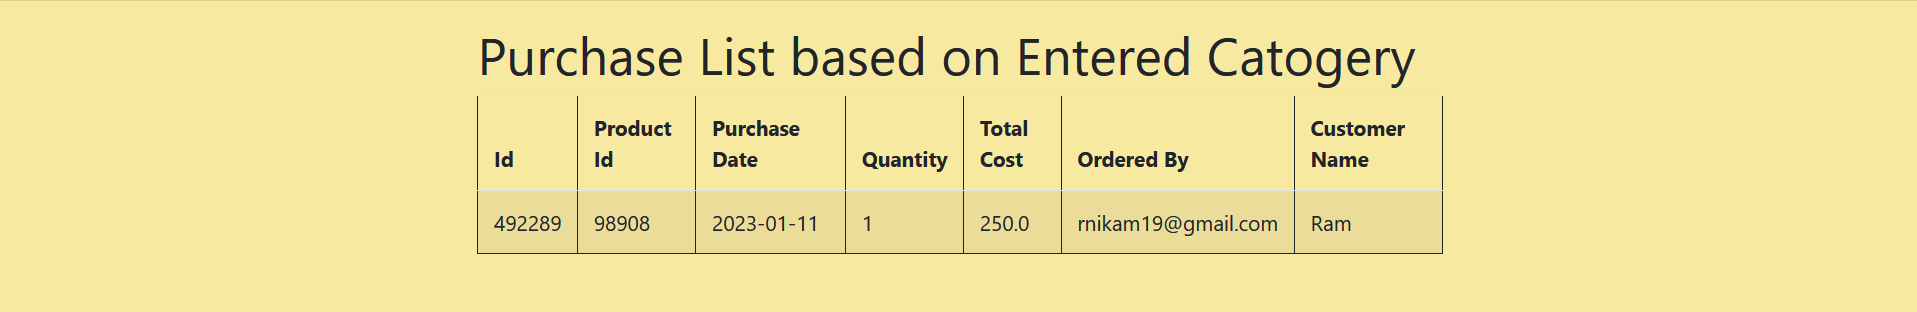 Purchase List based on Entered Catogery
Id Product Id Purchase Date Quantity Total Cost Ordered By Customer Name
492289 98908 2023-01-11 1 250.0 rnikam19@gmail.com Ram